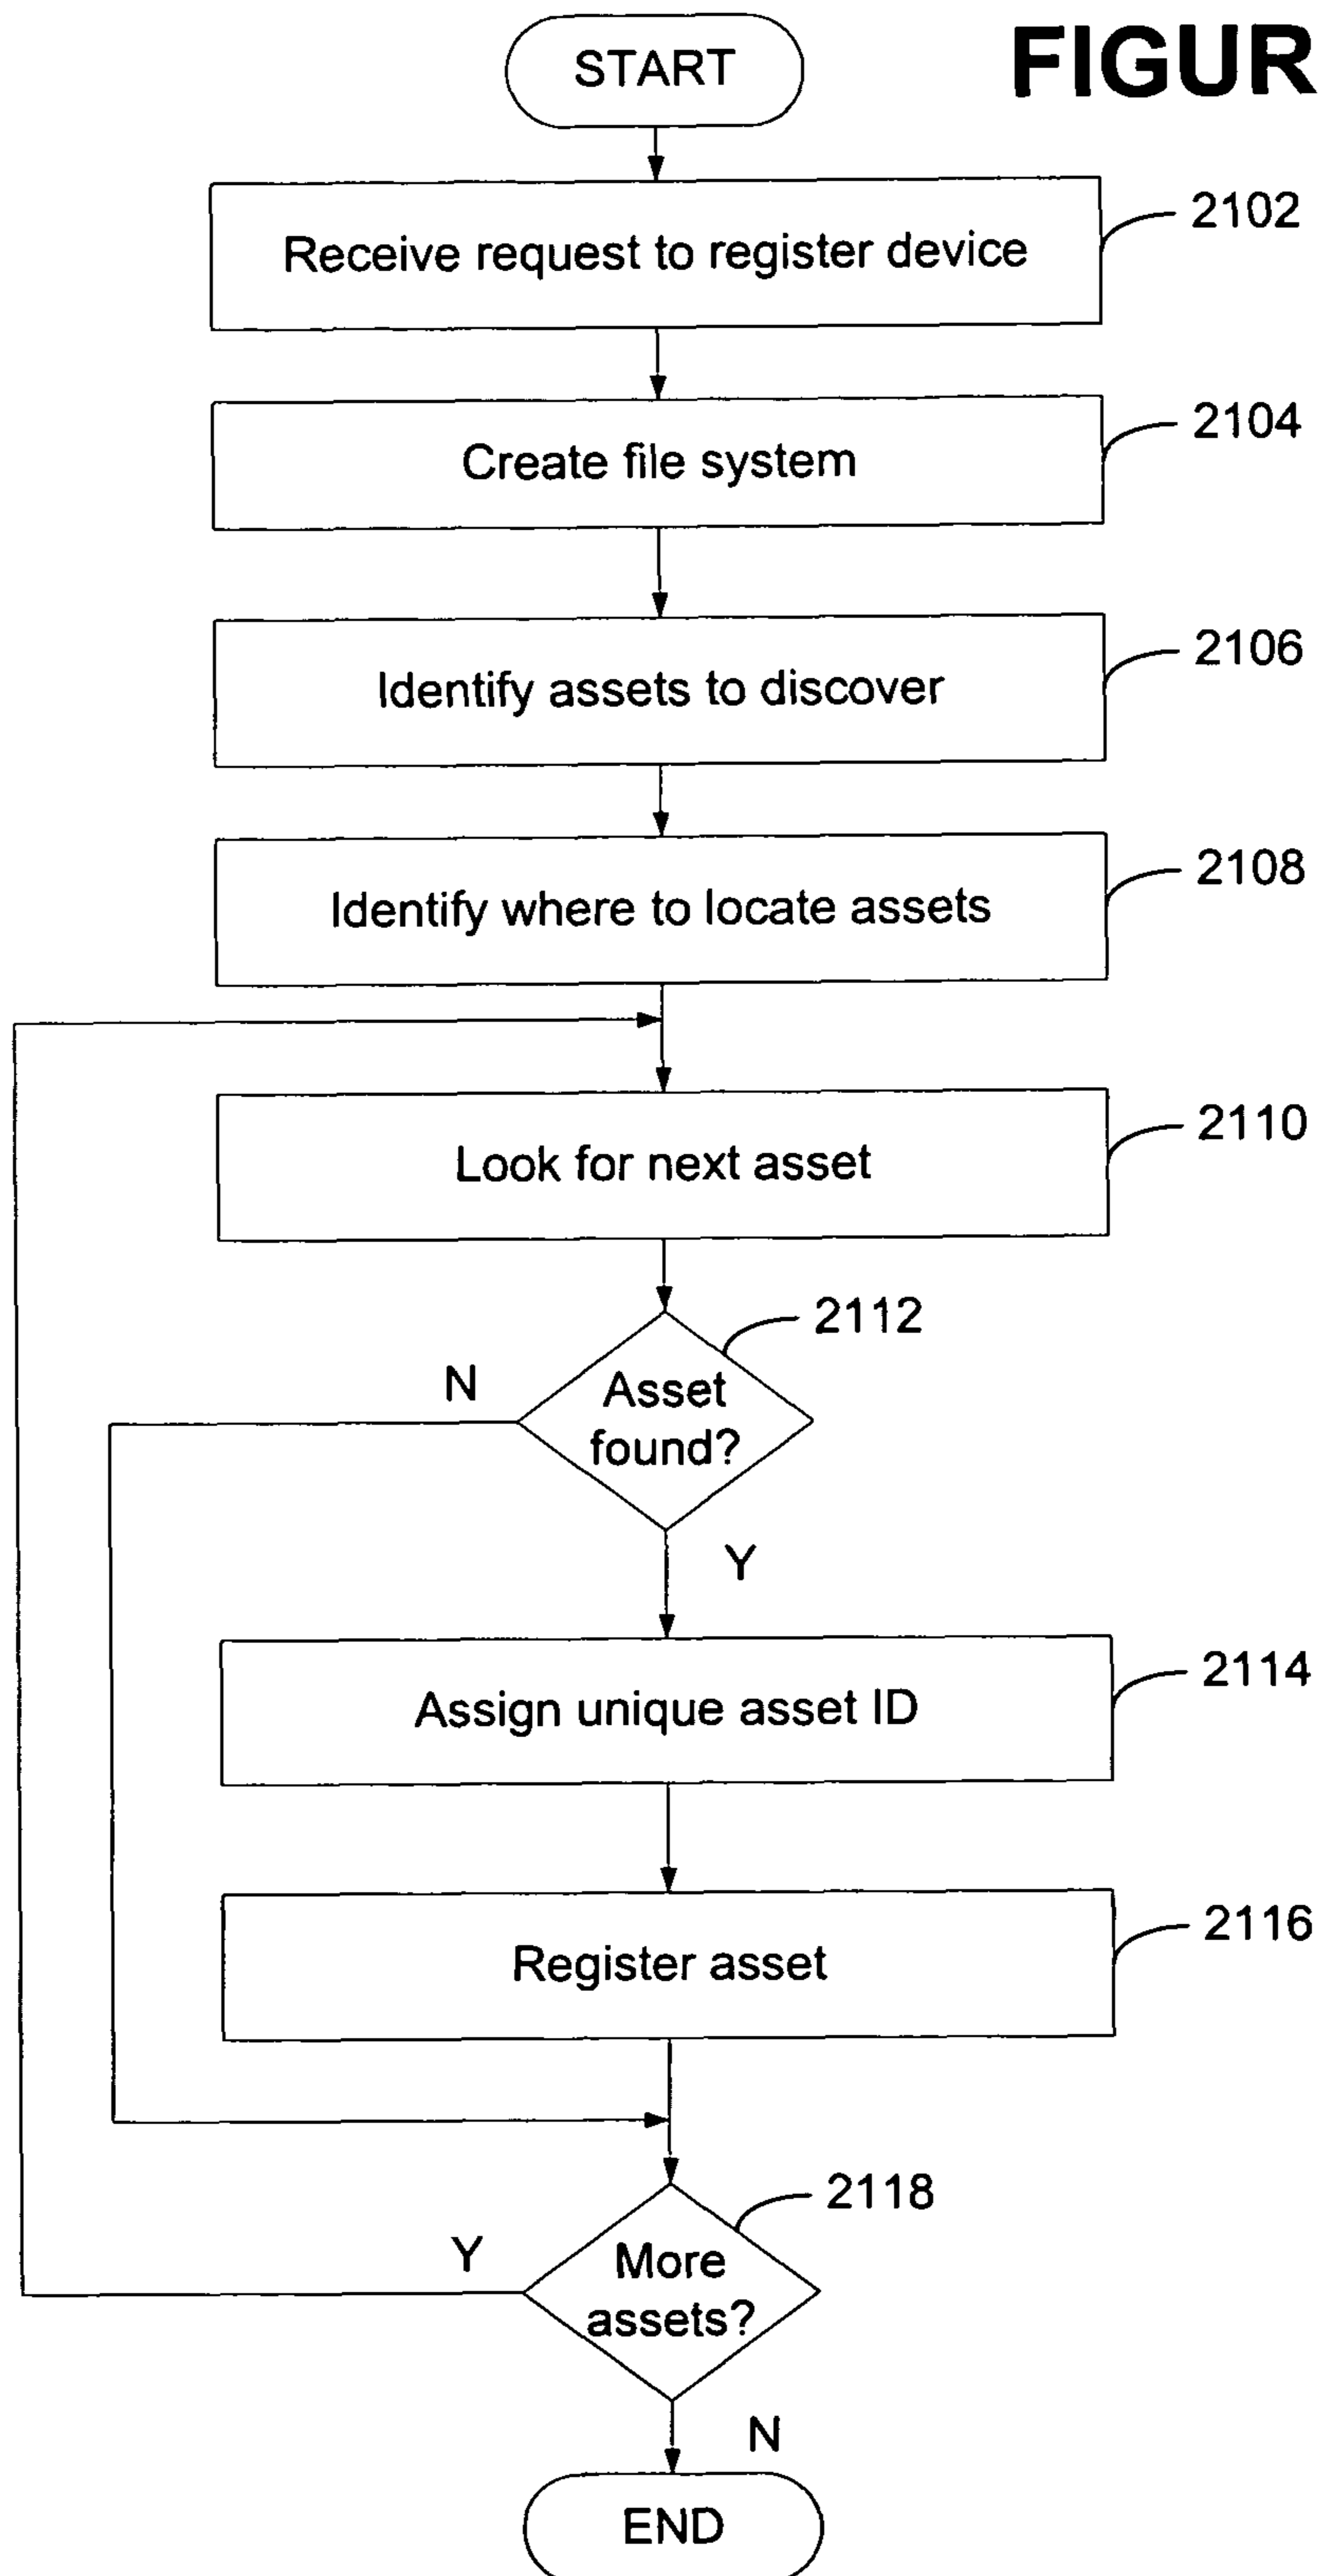 START
FIGUR
Receive request to register device
2102
Create file system
2104
Identify assets to discover
2106
Identify where to locate assets
2108
Look for next asset
2110
2112
N
Asset
found?
Y
Assign unique asset ID
2114
Register asset
2116
2118
Y
More
assets?
N
END